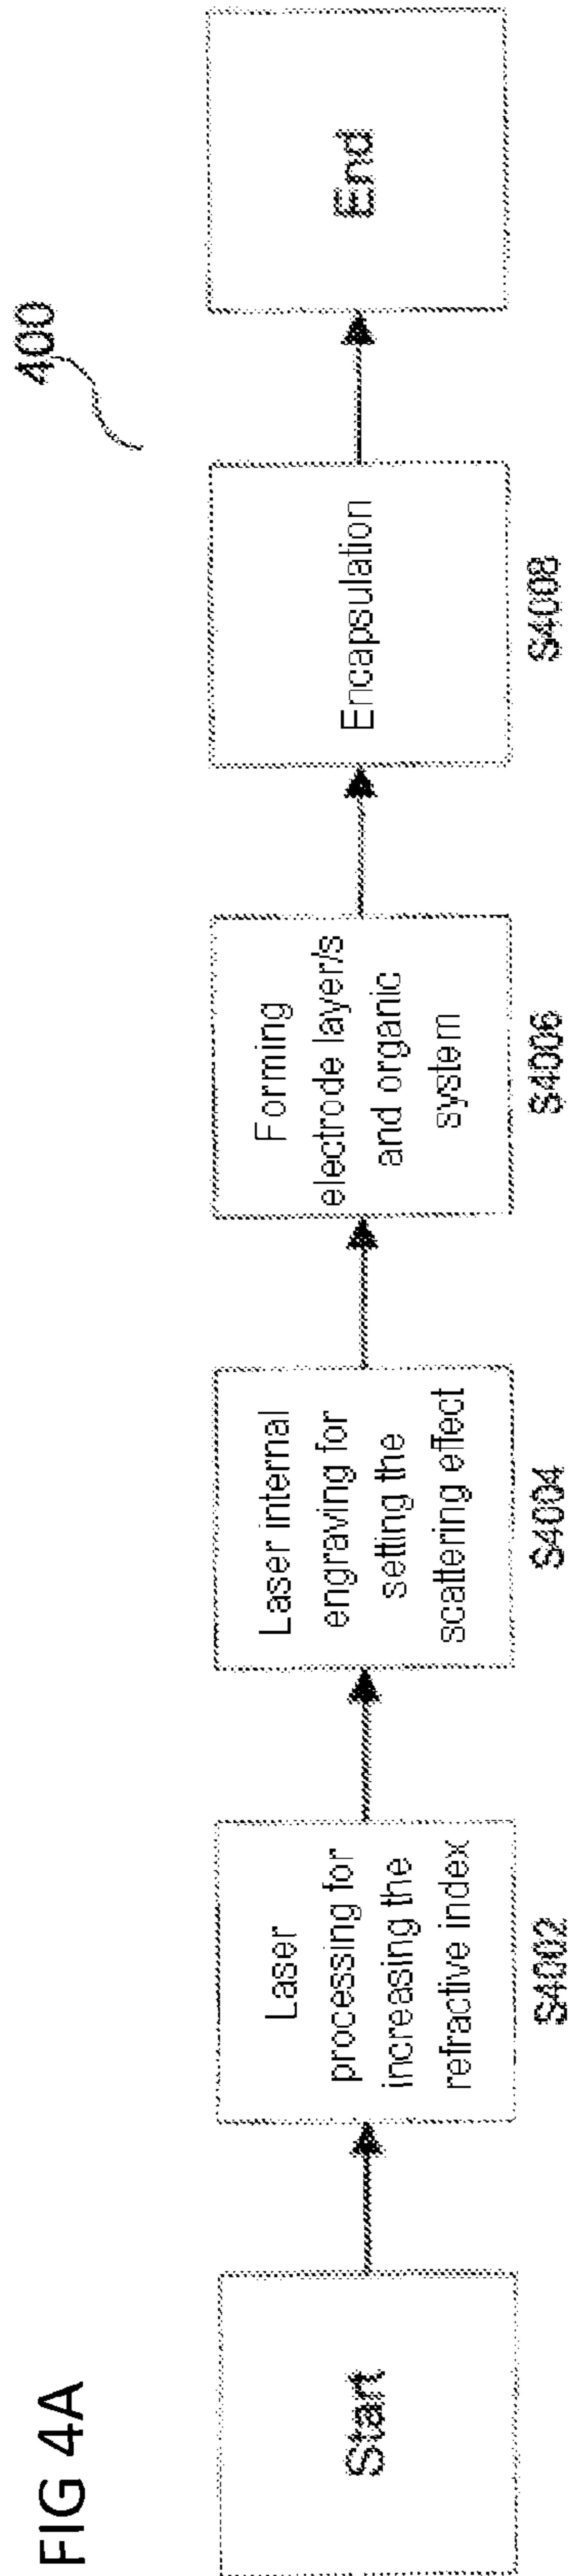 FIG 4A
400
Start
Laser
processing for
increasing the
refractive index
S4002
Laser internal
engraving for
setting the
scattering effect
S4004
Forming
electrode layer/s
and organic
system
S4006
Encapsulation
S4008
End